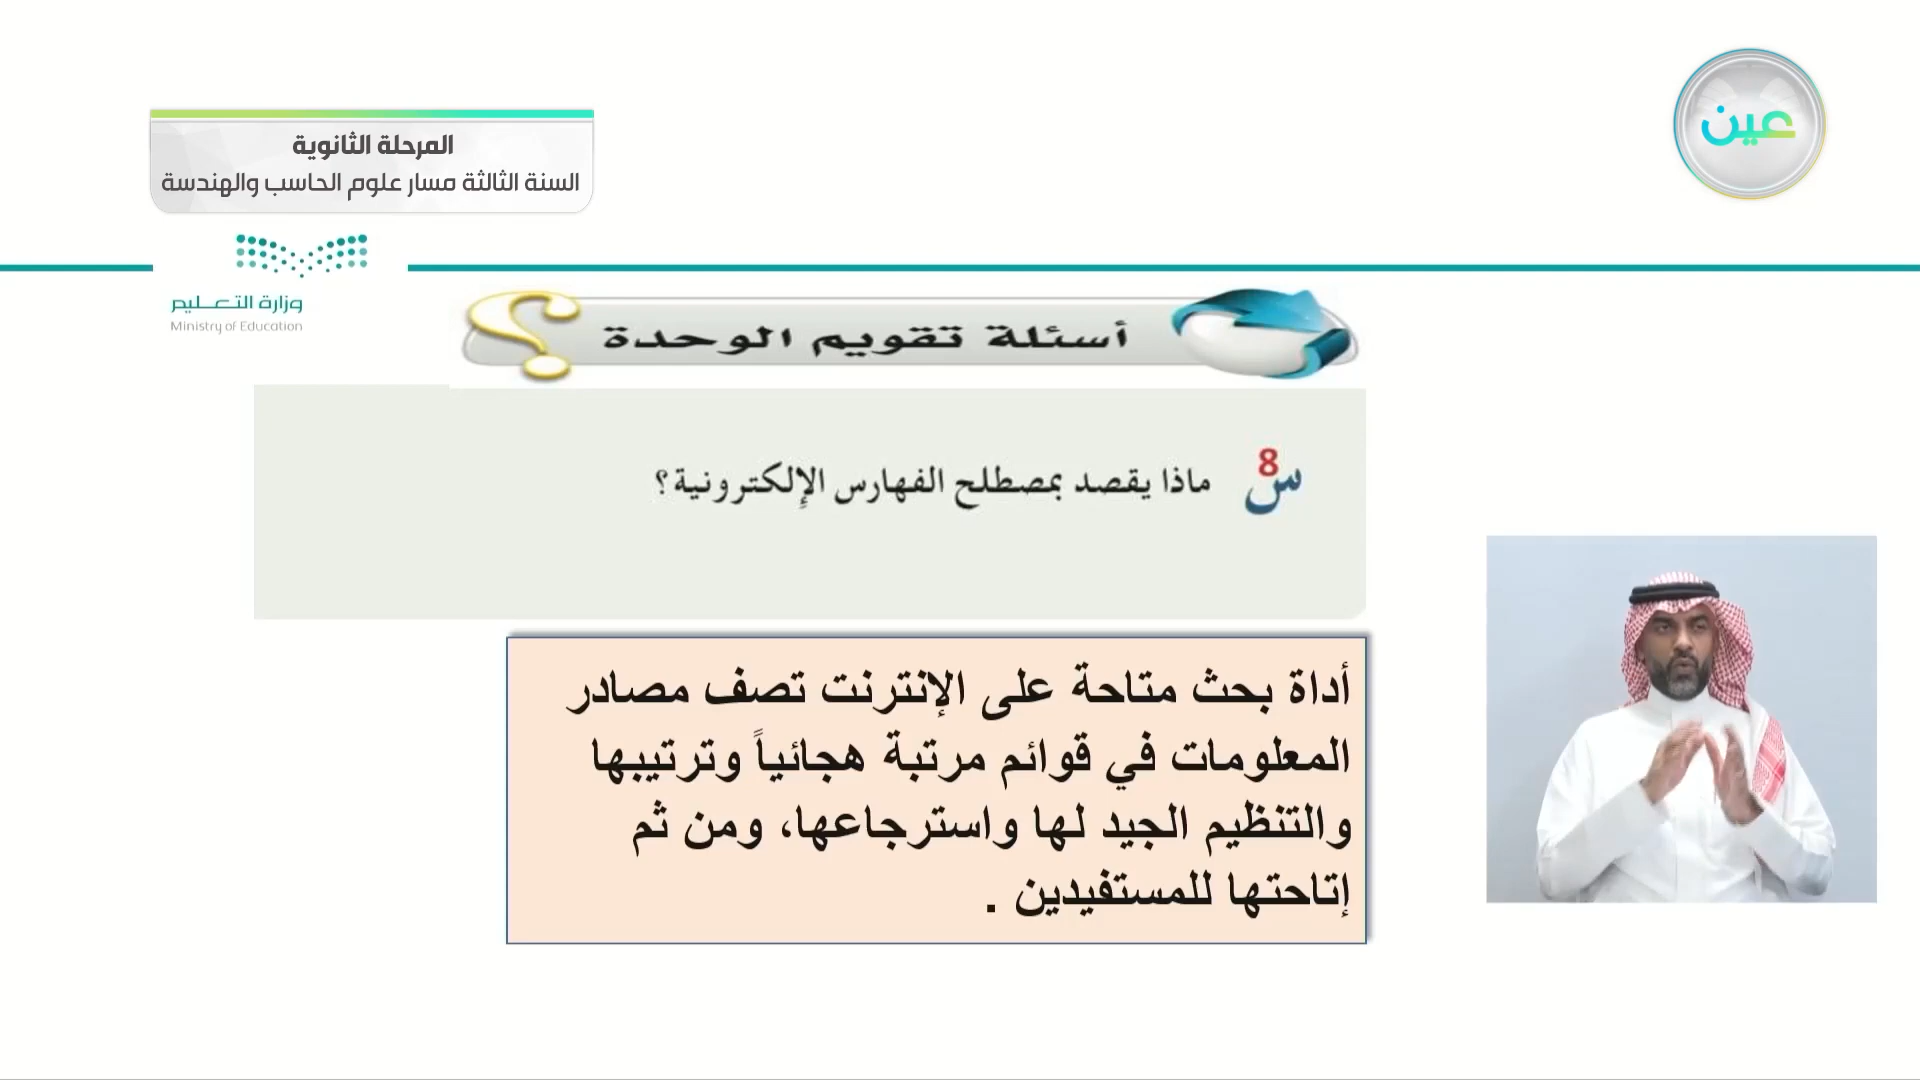 عين
المرحلة الثانوية
السنة الثالثة مسار علوم الحاسب والهندسة
وزارة التعليم
Ministry of Education
أسئلة تقويم الوحدة
س8 ماذا يقصد بمصطلح الفهارس الإلكترونية؟
أداة بحث متاحة على الإنترنت تصف مصادر
المعلومات في قوائم مرتبة هجائياً وترتيبها
والتنظيم الجيد لها واسترجاعها، ومن ثم
إتاحتها للمستفيدين .